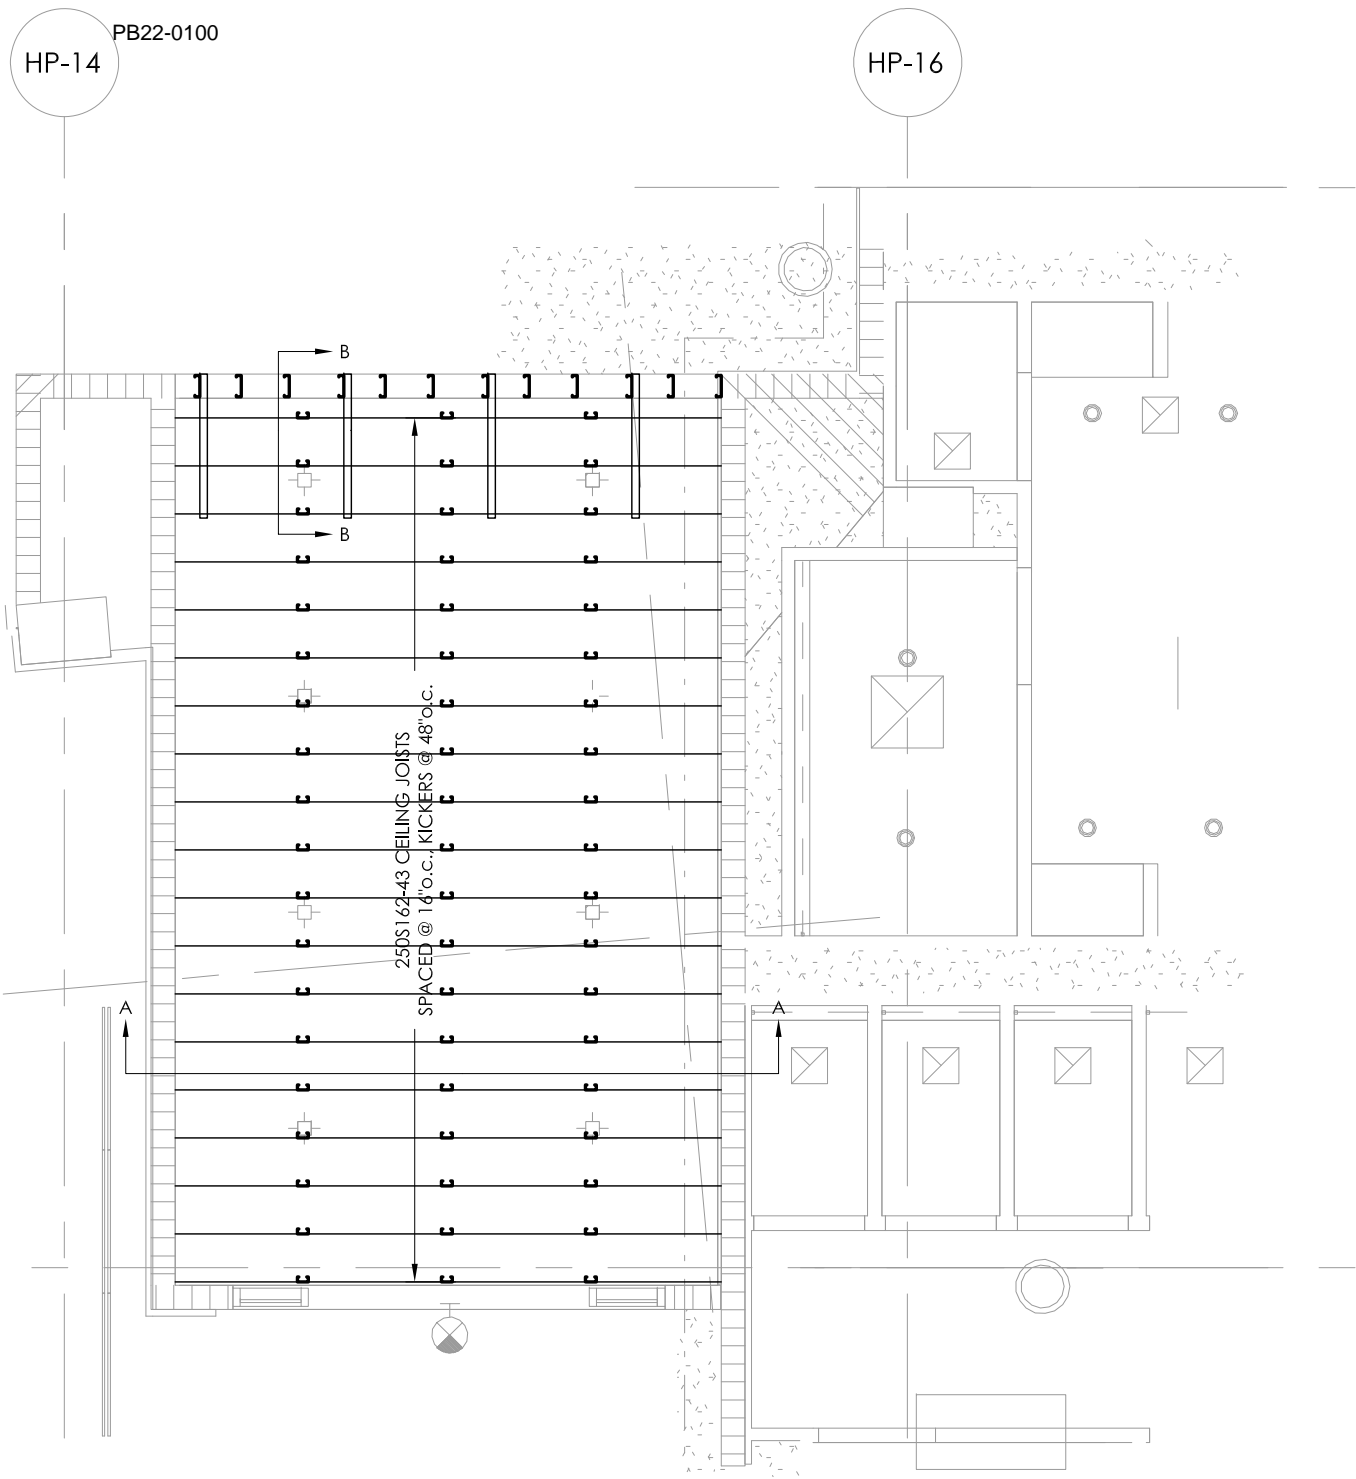 PB22-0100
HP-14
HP-16
B
B
250S162-43 CEILING JOISTS
SPACED @ 16"o.c., KICKERS @ 48"o.c.
A
A